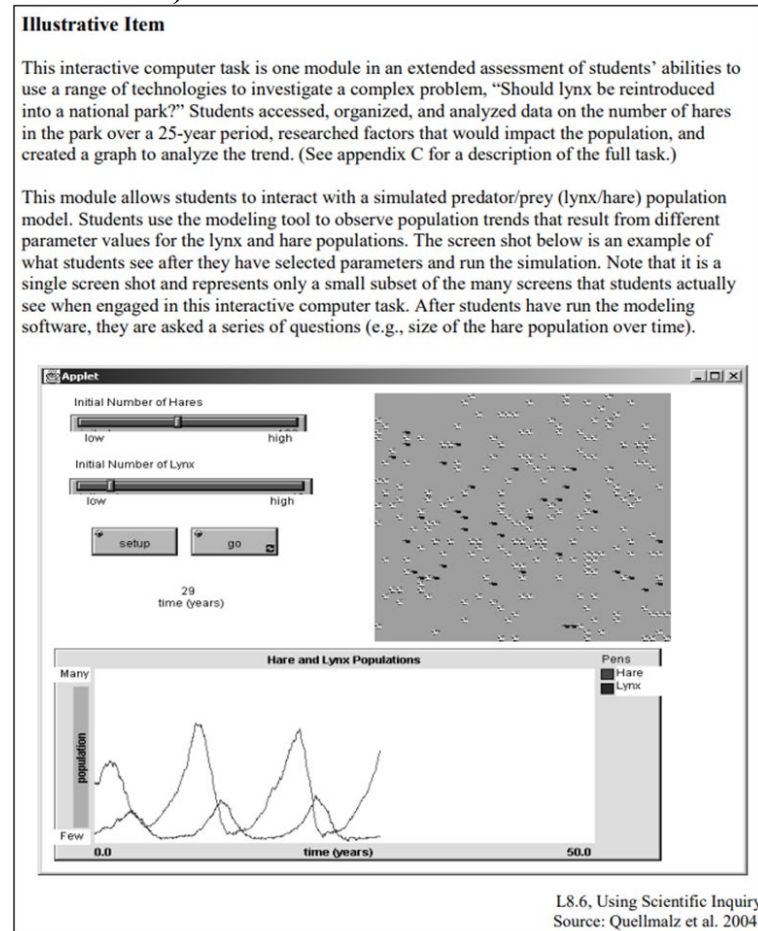 Illustrative Item
This interactive computer task is one module in an extended assessment of students’ abilities to
use a range of technologies to investigate a complex problem, “Should lynx be reintroduced
into a national park?” Students accessed, organized, and analyzed data on the number of hares
in the park over a 25-year period, researched factors that would impact the population, and
created a graph to analyze the trend. (See appendix C for a description of the full task.)
This module allows students to interact with a simulated predator/prey (lynx/hare) population
model. Students use the modeling tool to observe population trends that result from different
parameter values for the lynx and hare populations. The screen shot below is an example of
what students see after they have selected parameters and run the simulation. Note that it is a
single screen shot and represents only a small subset of the many screens that students actually
see when engaged in this interactive computer task. After students have run the modeling
software, they are asked a series of questions (e.g., size of the hare population over time).
Applet
Initial Number of Hares
low high
Initial Number of Lynx
low high
setup go
29
time (years)
Hare and Lynx Populations
Pens
Hare
Lynx
Many
population
Few
0.0 time (years) 50.0
L8.6, Using Scientific Inquiry
Source: Quellmalz et al. 2004